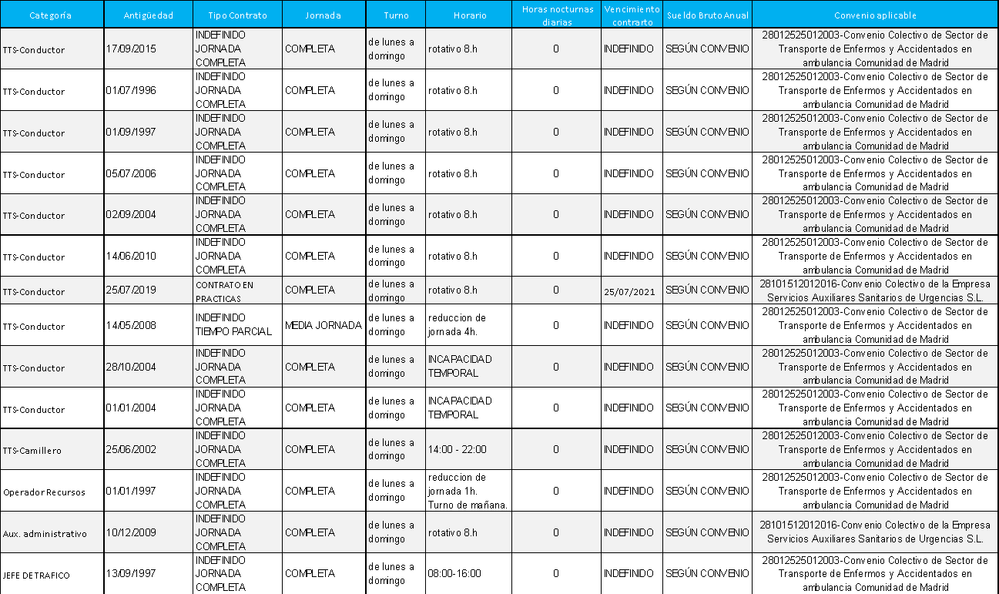 Categoría Antigüedad Tipo Contrato Jornada Turno Horario Horas nocturnas diarias Vencimiento contrarto Sueldo Bruto Anual Convenio aplicable
TTS-Conductor 17/09/2015 INDEFINIDO JORNADA COMPLETA COMPLETA de lunes a domingo rotativo 8.h 0 INDEFINIDO SEGÚN CONVENIO 28012525012003-Convenio Colectivo de Sector de Transporte de Enfermos y Accidentados en ambulancia Comunidad de Madrid
TTS-Conductor 01/07/1996 INDEFINIDO JORNADA COMPLETA COMPLETA de lunes a domingo rotativo 8.h 0 INDEFINIDO SEGÚN CONVENIO 28012525012003-Convenio Colectivo de Sector de Transporte de Enfermos y Accidentados en ambulancia Comunidad de Madrid
TTS-Conductor 01/09/1997 INDEFINIDO JORNADA COMPLETA COMPLETA de lunes a domingo rotativo 8.h 0 INDEFINIDO SEGÚN CONVENIO 28012525012003-Convenio Colectivo de Sector de Transporte de Enfermos y Accidentados en ambulancia Comunidad de Madrid
TTS-Conductor 05/07/2006 INDEFINIDO JORNADA COMPLETA COMPLETA de lunes a domingo rotativo 8.h 0 INDEFINIDO SEGÚN CONVENIO 28012525012003-Convenio Colectivo de Sector de Transporte de Enfermos y Accidentados en ambulancia Comunidad de Madrid
TTS-Conductor 02/09/2004 INDEFINIDO JORNADA COMPLETA COMPLETA de lunes a domingo rotativo 8.h 0 INDEFINIDO SEGÚN CONVENIO 28012525012003-Convenio Colectivo de Sector de Transporte de Enfermos y Accidentados en ambulancia Comunidad de Madrid
TTS-Conductor 14/06/2010 INDEFINIDO JORNADA COMPLETA COMPLETA de lunes a domingo rotativo 8.h 0 INDEFINIDO SEGÚN CONVENIO 28012525012003-Convenio Colectivo de Sector de Transporte de Enfermos y Accidentados en ambulancia Comunidad de Madrid
TTS-Conductor 25/07/2019 CONTRATO EN PRACTICAS COMPLETA de lunes a domingo rotativo 8.h 0 25/07/2021 SEGÚN CONVENIO 28101512012016-Convenio Colectivo de la Empresa Servicios Auxiliares Sanitarios de Urgencias S.L.
TTS-Conductor 14/05/2008 INDEFINIDO TIEMPO PARCIAL MEDIA JORNADA de lunes a domingo reduccion de jornada 4h. 0 INDEFINIDO SEGÚN CONVENIO 28012525012003-Convenio Colectivo de Sector de Transporte de Enfermos y Accidentados en ambulancia Comunidad de Madrid
TTS-Conductor 28/10/2004 INDEFINIDO JORNADA COMPLETA COMPLETA de lunes a domingo INCAPACIDAD TEMPORAL 0 INDEFINIDO SEGÚN CONVENIO 28012525012003-Convenio Colectivo de Sector de Transporte de Enfermos y Accidentados en ambulancia Comunidad de Madrid
TTS-Conductor 01/01/2004 INDEFINIDO JORNADA COMPLETA COMPLETA de lunes a domingo INCAPACIDAD TEMPORAL 0 INDEFINIDO SEGÚN CONVENIO 28012525012003-Convenio Colectivo de Sector de Transporte de Enfermos y Accidentados en ambulancia Comunidad de Madrid
TTS-Camillero 25/06/2002 INDEFINIDO JORNADA COMPLETA COMPLETA de lunes a domingo 14:00 - 22:00 0 INDEFINIDO SEGÚN CONVENIO 28012525012003-Convenio Colectivo de Sector de Transporte de Enfermos y Accidentados en ambulancia Comunidad de Madrid
Operador Recursos 01/01/1997 INDEFINIDO JORNADA COMPLETA COMPLETA de lunes a domingo reduccion de jornada 1h. Turno de mañana. 0 INDEFINIDO SEGÚN CONVENIO 28012525012003-Convenio Colectivo de Sector de Transporte de Enfermos y Accidentados en ambulancia Comunidad de Madrid
Aux. administrativo 10/12/2009 INDEFINIDO JORNADA COMPLETA COMPLETA de lunes a domingo rotativo 8.h 0 INDEFINIDO SEGÚN CONVENIO 28101512012016-Convenio Colectivo de la Empresa Servicios Auxiliares Sanitarios de Urgencias S.L.
JEFE DE TRAFICO 13/09/1997 INDEFINIDO JORNADA COMPLETA COMPLETA de lunes a domingo 08:00-16:00 0 INDEFINIDO SEGÚN CONVENIO 28012525012003-Convenio Colectivo de Sector de Transporte de Enfermos y Accidentados en ambulancia Comunidad de Madrid